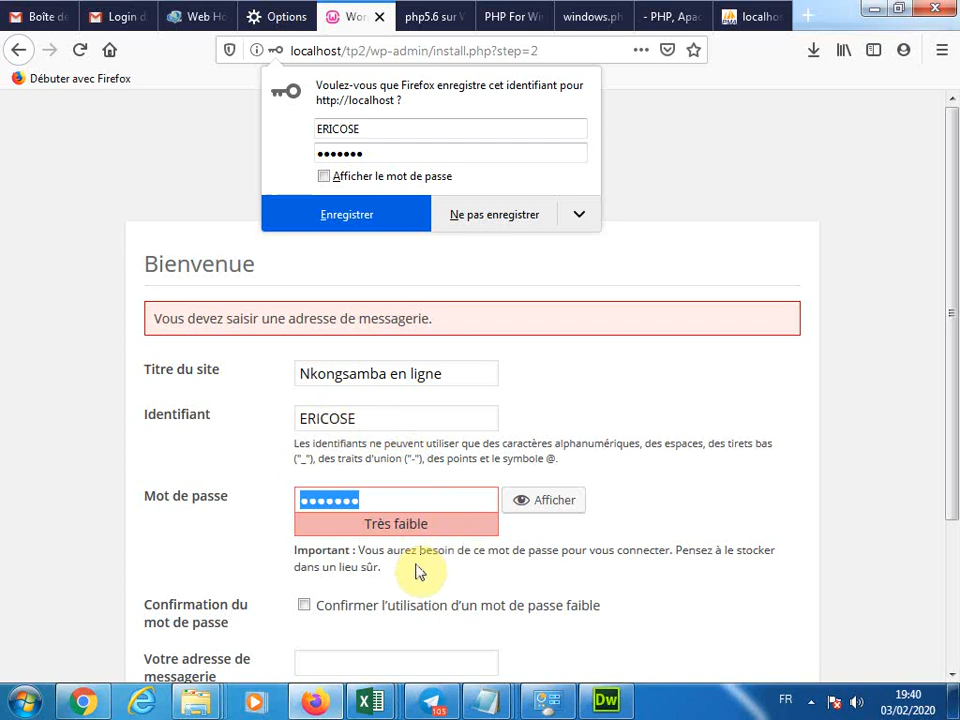 Boîte de
Login d
Web Ho
Options
Wor
php5.6 sur V
PHP For Win
windows.ph
- PHP, Apac
localhos
localhost/tp2/wp-admin/install.php?step=2
Débuter avec Firefox
Voulez-vous que Firefox enregistre cet identifiant pour
http://localhost ?
ERICOSE
Afficher le mot de passe
Enregistrer
Ne pas enregistrer
Bienvenue
Vous devez saisir une adresse de messagerie.
Titre du site
Nkongsamba en ligne
Identifiant
ERICOSE
Les identifiants ne peuvent utiliser que des caractères alphanumériques, des espaces, des tirets bas
("_"), des traits d'union ("-"), des points et le symbole @.
Mot de passe
Afficher
Très faible
Important : Vous aurez besoin de ce mot de passe pour vous connecter. Pensez à le stocker
dans un lieu sûr.
Confirmation du
mot de passe
Confirmer l'utilisation d'un mot de passe faible
Votre adresse de
messagerie
105
Dw
FR
19:40
03/02/2020